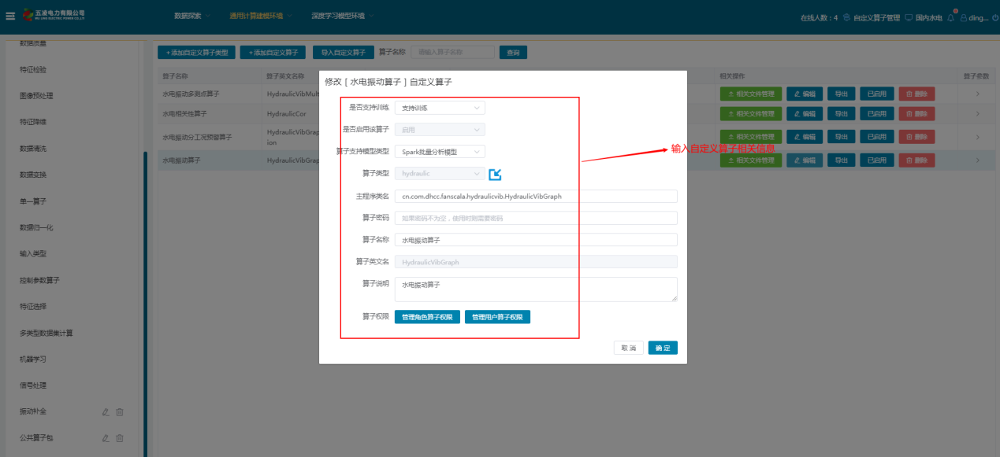 五凌电力有限公司
WU LING ELECTRIC POWER CO.,LTD
数据探索 通用计算建模环境 深度学习模型环境
在线人数：4 自定义算子管理 国内水电 ding...
数据质量
特征检验
图像预处理
特征降维
数据清洗
数据变换
单一算子
数据归一化
输入类型
控制参数算子
特征选择
多类型数据集计算
机器学习
信号处理
振动补全
公共算子包
+添加自定义算子类型 +添加自定义算子 导入自定义算子 算子名称 请输入算子名称 查询
算子名称 算子英文名称 相关操作 算子参数
水电振动多测点算子 HydraulicVibMult 相关文件管理 编辑 导出 已启用 删除
水电相关性算子 HydraulicCor 相关文件管理 编辑 导出 已启用 删除
水电振动分工况预警算子 HydraulicVibGrap
ion 相关文件管理 编辑 导出 已启用 删除
水电振动算子 HydraulicVibGrap 相关文件管理 编辑 导出 已启用 删除
修改 [ 水电振动算子 ] 自定义算子
是否支持训练 支持训练
是否启用该算子 启用
算子支持模型类型 Spark批量分析模型
算子类型 hydraulic
主程序类名 cn.com.dhcc.fanscala.hydraulicvib.HydraulicVibGraph
算子密码 如果密码不为空，使用时则需要密码
算子名称 水电振动算子
算子英文名 HydraulicVibGraph
算子说明 水电振动算子
算子权限 管理角色算子权限 管理用户算子权限
取 消 确 定
输入自定义算子相关信息